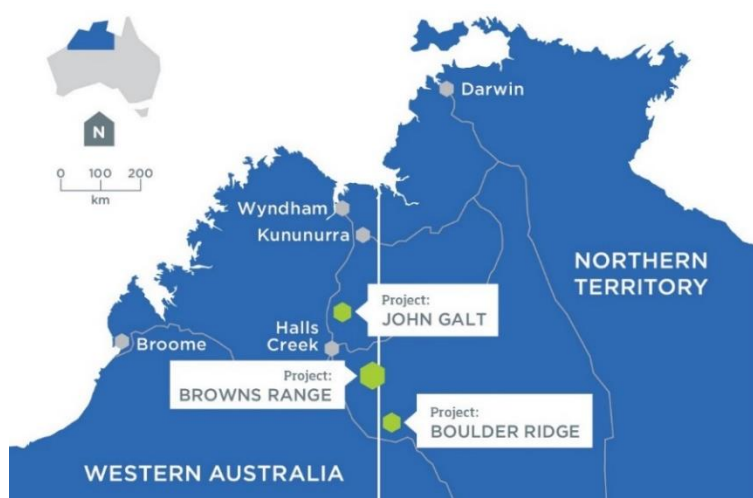 N
0 100 200
km
Darwin
Wyndham
Kununurra
NORTHERN
TERRITORY
Project:
JOHN GALT
Halls
Creek
Broome
Project:
BROWNS RANGE
Project:
BOULDER RIDGE
WESTERN AUSTRALIA